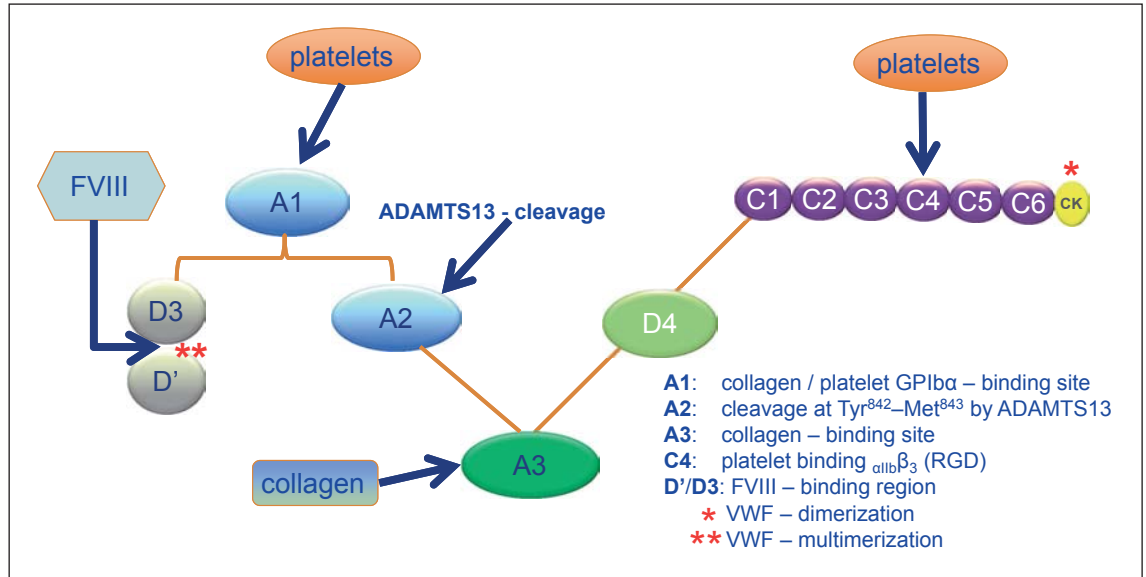 platelets
platelets
FVIII
A1
C1 C2 C3 C4 C5 C6 CK
*
ADAMTS13 - cleavage
D3
A2
D4
**
D’
A1: collagen / platelet GPIbα – binding site
A2: cleavage at Tyr⁸⁴²–Met⁸⁴³ by ADAMTS13
A3
A3: collagen – binding site
collagen
C4: platelet binding αIIbβ₃ (RGD)
D’/D3: FVIII – binding region
* VWF – dimerization
** VWF – multimerization